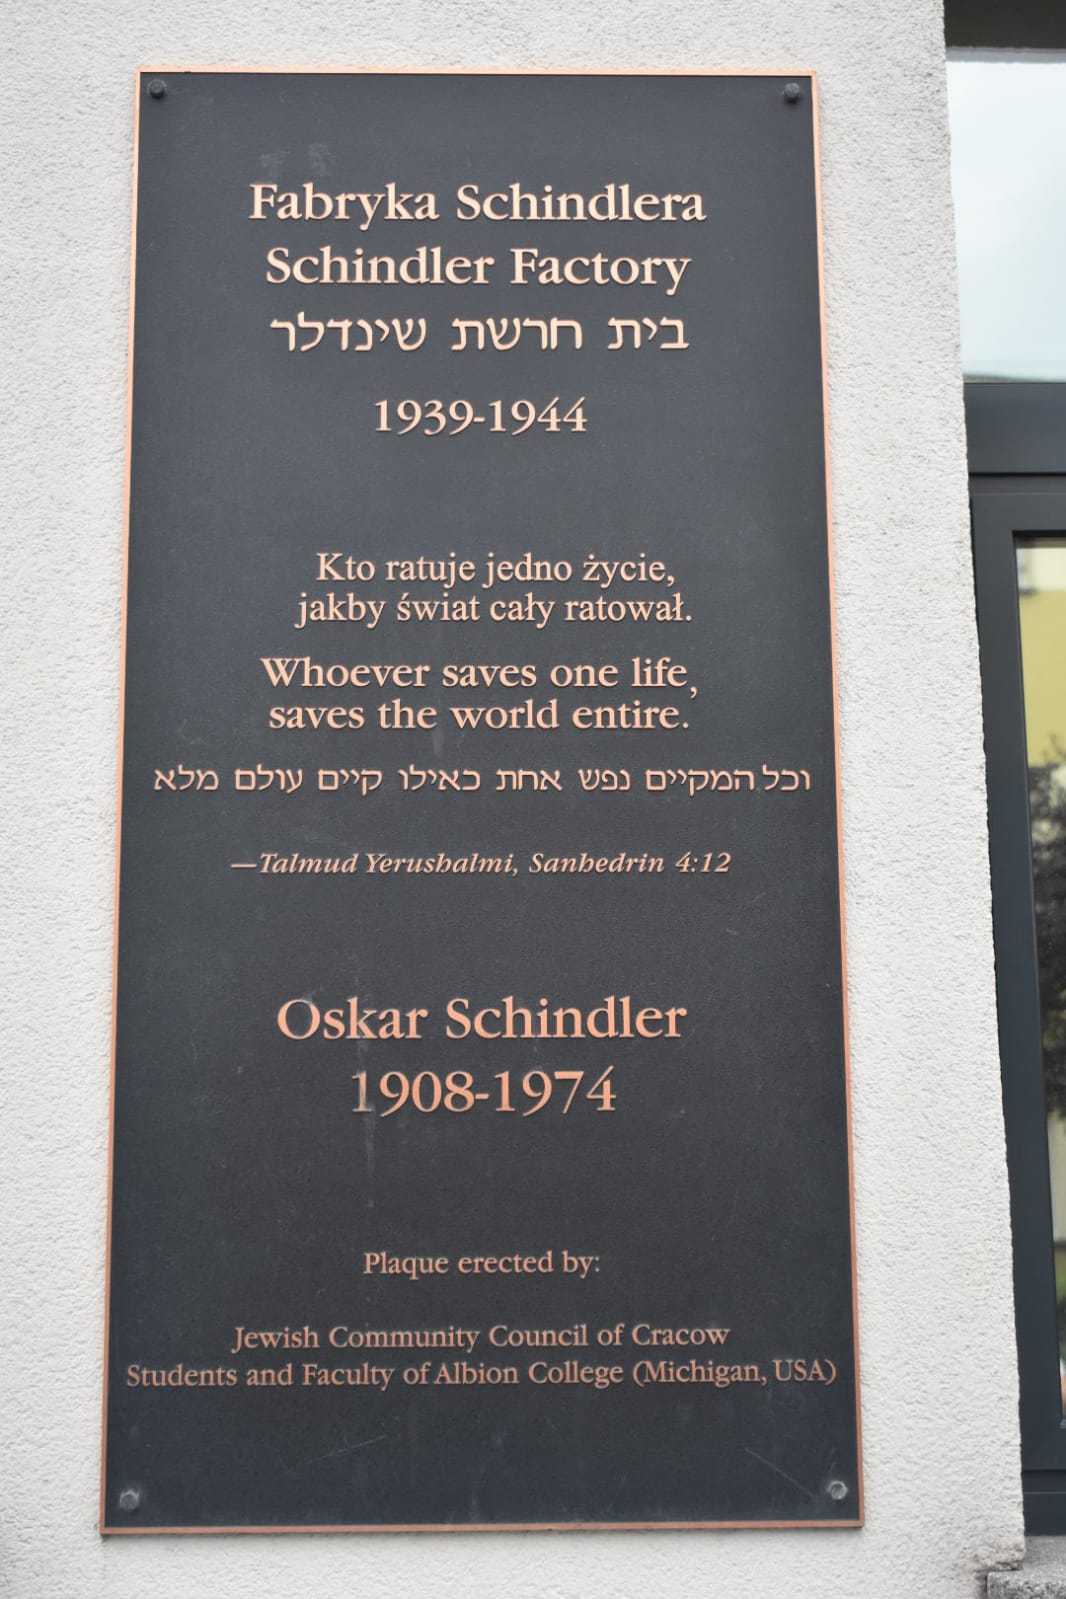 Fabryka Schindlera
Schindler Factory
בית חרשת שינדלר
1939-1944
Kto ratuje jedno życie,
jakby świat cały ratował.
Whoever saves one life,
saves the world entire.
וכל המקיים נפש אחת כאילו קיים עולם מלא
—Talmud Yerushalmi, Sanhedrin 4:12
Oskar Schindler
1908-1974
Plaque erected by:
Jewish Community Council of Cracow
Students and Faculty of Albion College (Michigan, USA)